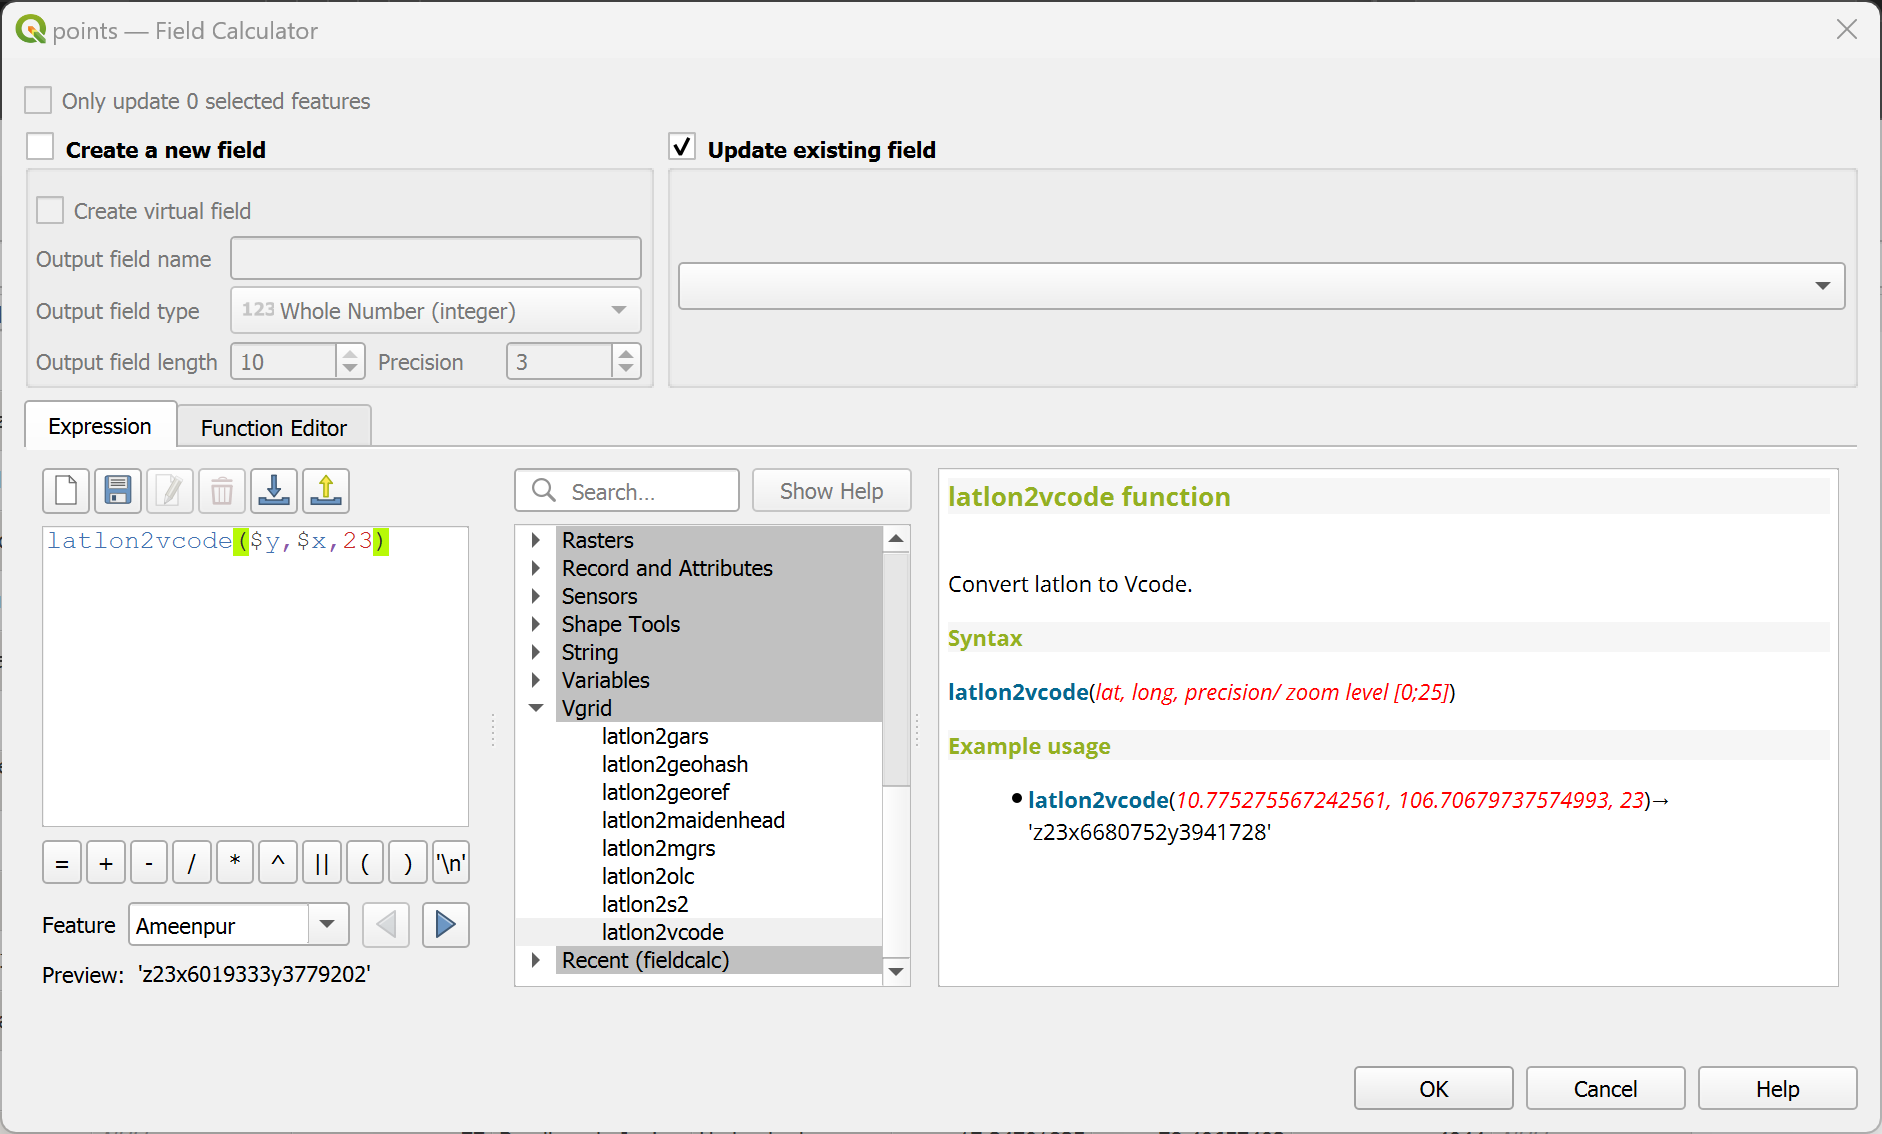 points — Field Calculator
Only update 0 selected features
Create a new field
Update existing field
Create virtual field
Output field name
Output field type
123 Whole Number (integer)
Output field length
10
Precision
3
Expression
Function Editor
Search...
Show Help
latlon2vcode($y,$x,23)
= + - / * ^ || ( ) '\n'
Feature
Ameenpur
Preview: 'z23x6019333y3779202'
Rasters
Record and Attributes
Sensors
Shape Tools
String
Variables
Vgrid
latlon2gars
latlon2geohash
latlon2georef
latlon2maidenhead
latlon2mgrs
latlon2olc
latlon2s2
latlon2vcode
Recent (fieldcalc)
latlon2vcode function
Convert latlon to Vcode.
Syntax
latlon2vcode(lat, long, precision/ zoom level [0;25])
Example usage
● latlon2vcode(10.775275567242561, 106.70679737574993, 23)→
'z23x6680752y3941728'
OK
Cancel
Help